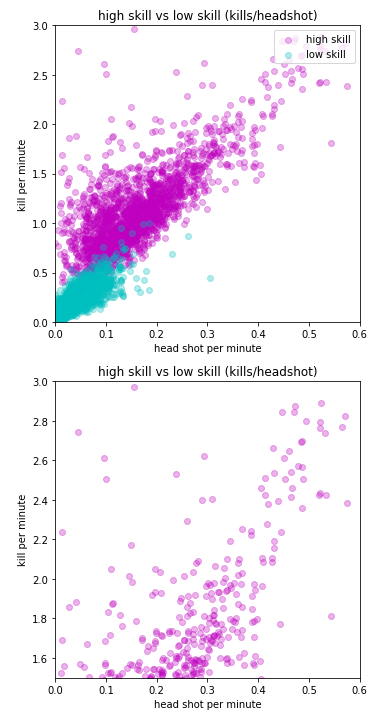 high skill vs low skill (kills/headshot)
3.0
2.5
2.0
1.5
1.0
0.5
0.0
kill per minute
high skill
low skill
0.0 0.1 0.2 0.3 0.4 0.5 0.6
head shot per minute
high skill vs low skill (kills/headshot)
3.0
2.8
2.6
2.4
2.2
2.0
1.8
1.6
kill per minute
0.0 0.1 0.2 0.3 0.4 0.5 0.6
head shot per minute